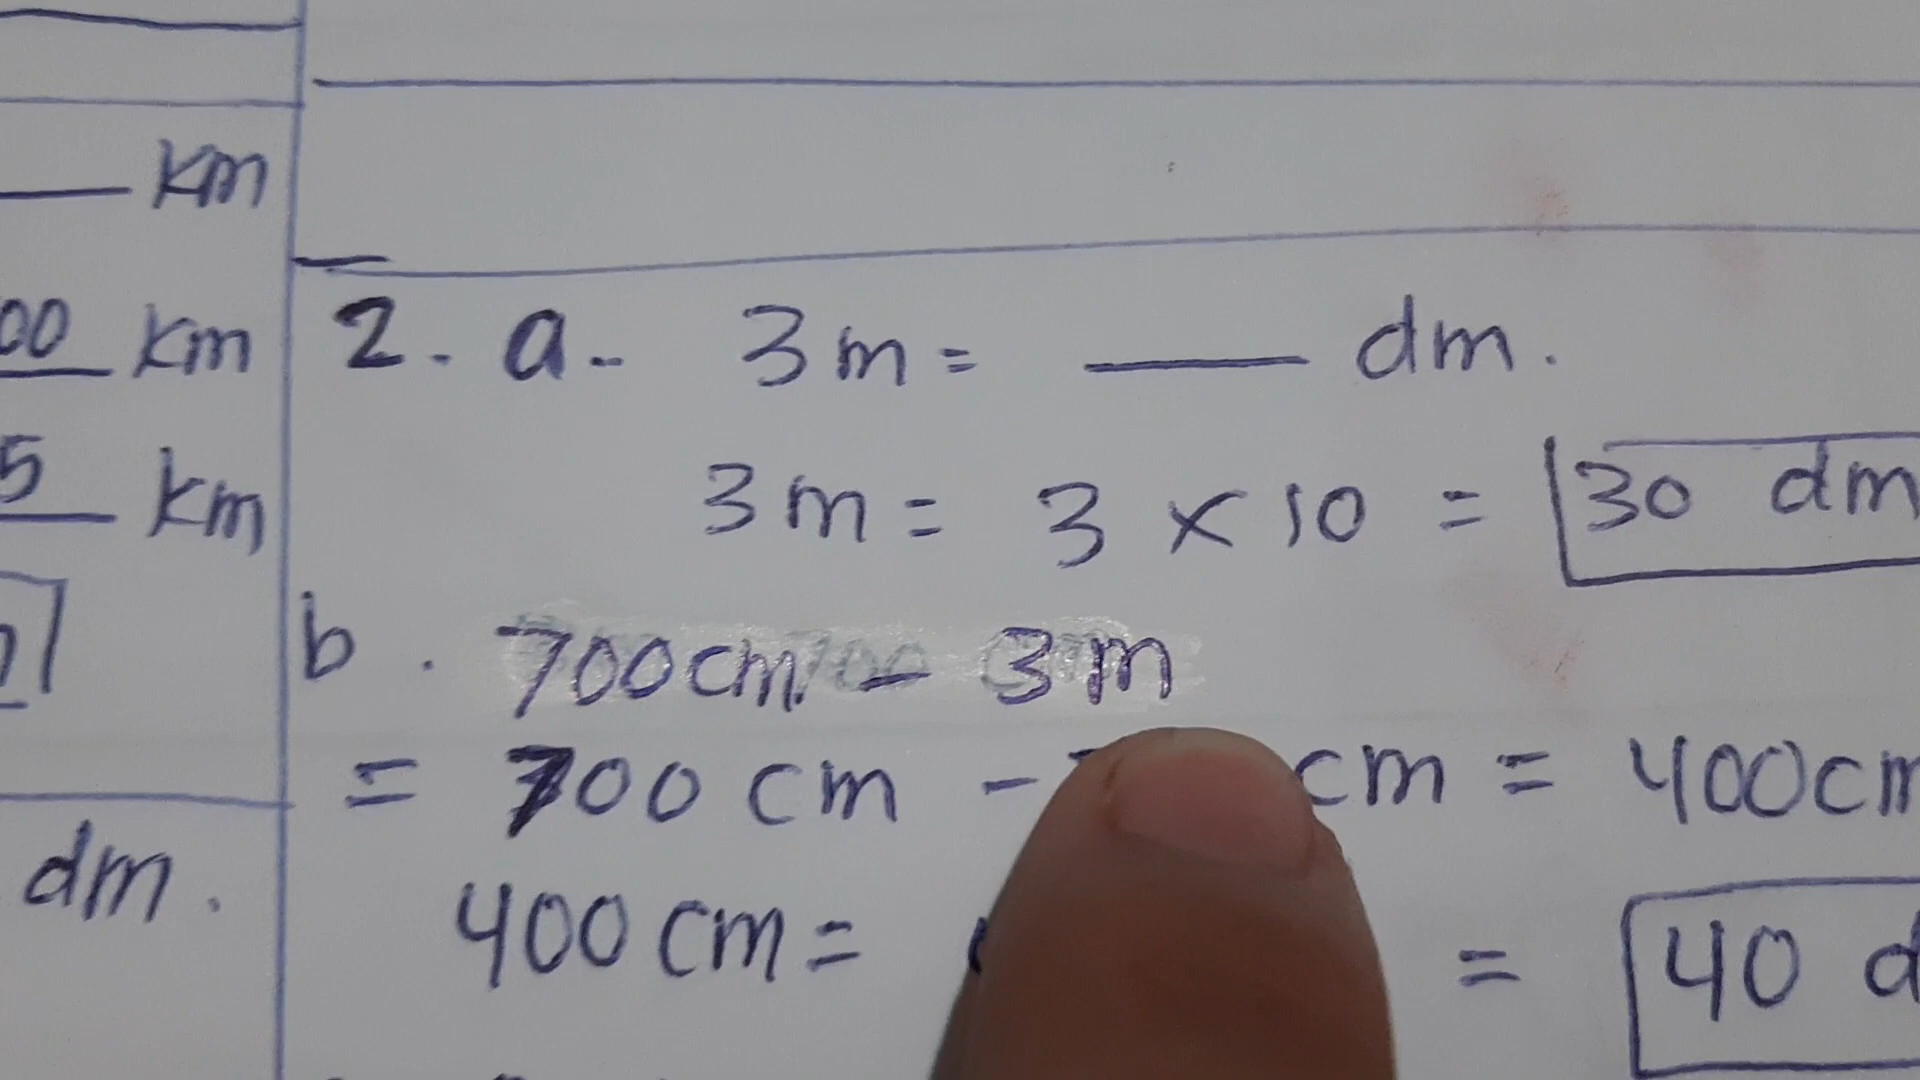 km
00 km
5 km
dm.
2. a. 3m = ___ dm.
3m = 3 × 10 = 30 dm
b. 700cm - 3m
= 700 cm - cm = 400cm
400 cm = = 40 d